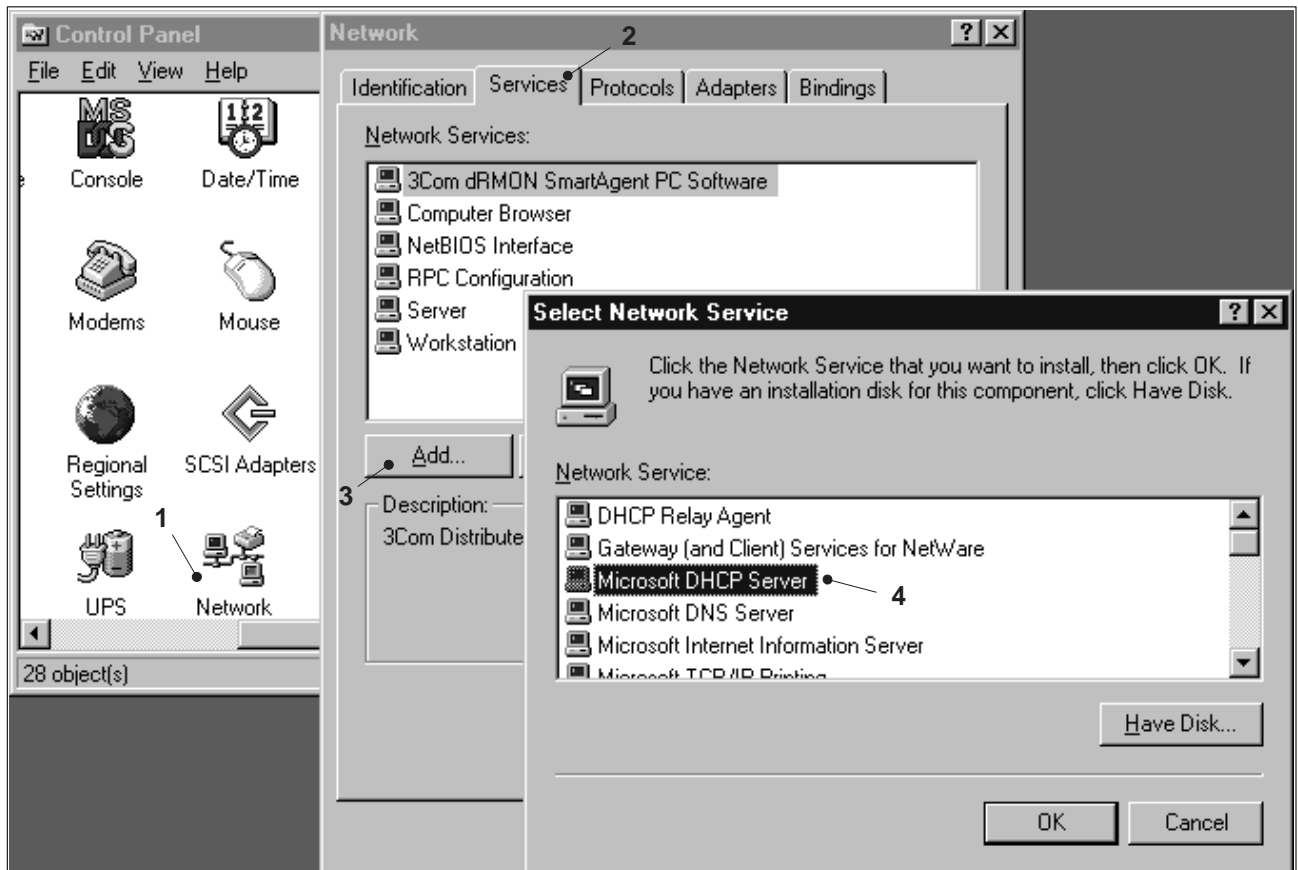 Control Panel
File Edit View Help
Console
Date/Time
Modems
Mouse
Regional
Settings
SCSI Adapters
1
UPS
Network
28 object(s)
Network
2
Identification
Services
Protocols
Adapters
Bindings
Network Services:
3Com dRMON SmartAgent PC Software
Computer Browser
NetBIOS Interface
RPC Configuration
Server
Workstation
Add...
3
Description:
3Com Distribute
Select Network Service
Click the Network Service that you want to install, then click OK. If
you have an installation disk for this component, click Have Disk.
Network Service:
DHCP Relay Agent
Gateway (and Client) Services for NetWare
Microsoft DHCP Server
4
Microsoft DNS Server
Microsoft Internet Information Server
Microsoft TCP/IP Printing
Have Disk...
OK
Cancel